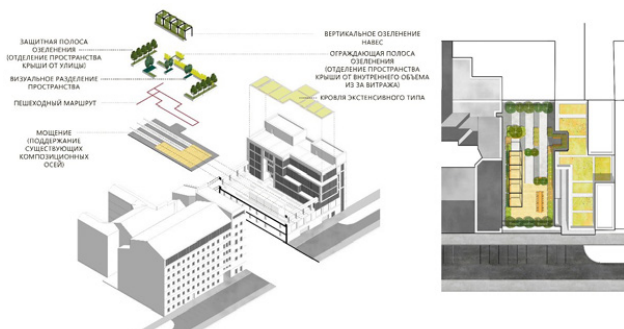 ЗАЩИТНАЯ ПОЛОСА
ОЗЕЛЕНЕНИЯ
(ОТДЕЛЕНИЕ ПРОСТРАНСТВА
КРЫШИ ОТ УЛИЦЫ)
ВИЗУАЛЬНОЕ РАЗДЕЛЕНИЕ
ПРОСТРАНСТВА
ПЕШЕХОДНЫЙ МАРШРУТ
МОЩЕНИЕ
(ПОДДЕРЖАНИЕ
СУЩЕСТВУЮЩИХ
КОМПОЗИЦИОННЫХ
ОСЕЙ)
ВЕРТИКАЛЬНОЕ ОЗЕЛЕНЕНИЕ
НАВЕС
ОГРАЖДАЮЩАЯ ПОЛОСА
ОЗЕЛЕНЕНИЯ
(ОТДЕЛЕНИЕ ПРОСТРАНСТВА
КРЫШИ ОТ ВНУТРЕННЕГО ОБЪЕМА
ИЗ ЗА ВИТРАЖА)
КРОВЛЯ ЭКСТЕНСИВНОГО ТИПА